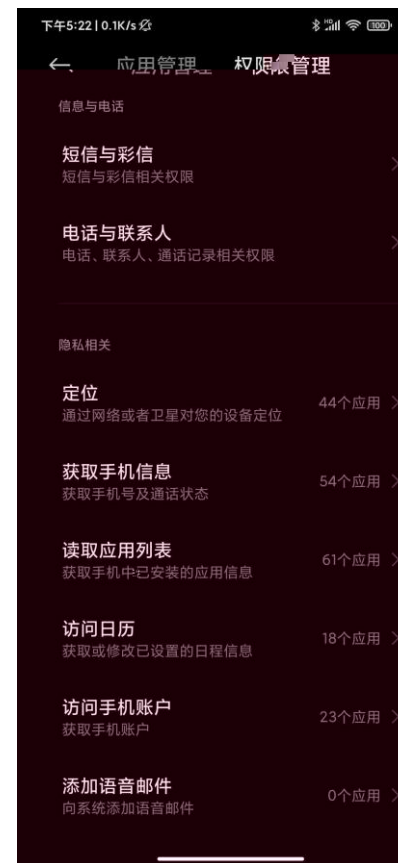 下午5:22 | 0.1K/s
100
应用管理 权限管理
信息与电话
短信与彩信
短信与彩信相关权限
电话与联系人
电话、联系人、通话记录相关权限
隐私相关
定位
通过网络或者卫星对您的设备定位
44个应用
获取手机信息
获取手机号及通话状态
54个应用
读取应用列表
获取手机中已安装的应用信息
61个应用
访问日历
获取或修改已设置的日程信息
18个应用
访问手机账户
获取手机账户
23个应用
添加语音邮件
向系统添加语音邮件
0个应用